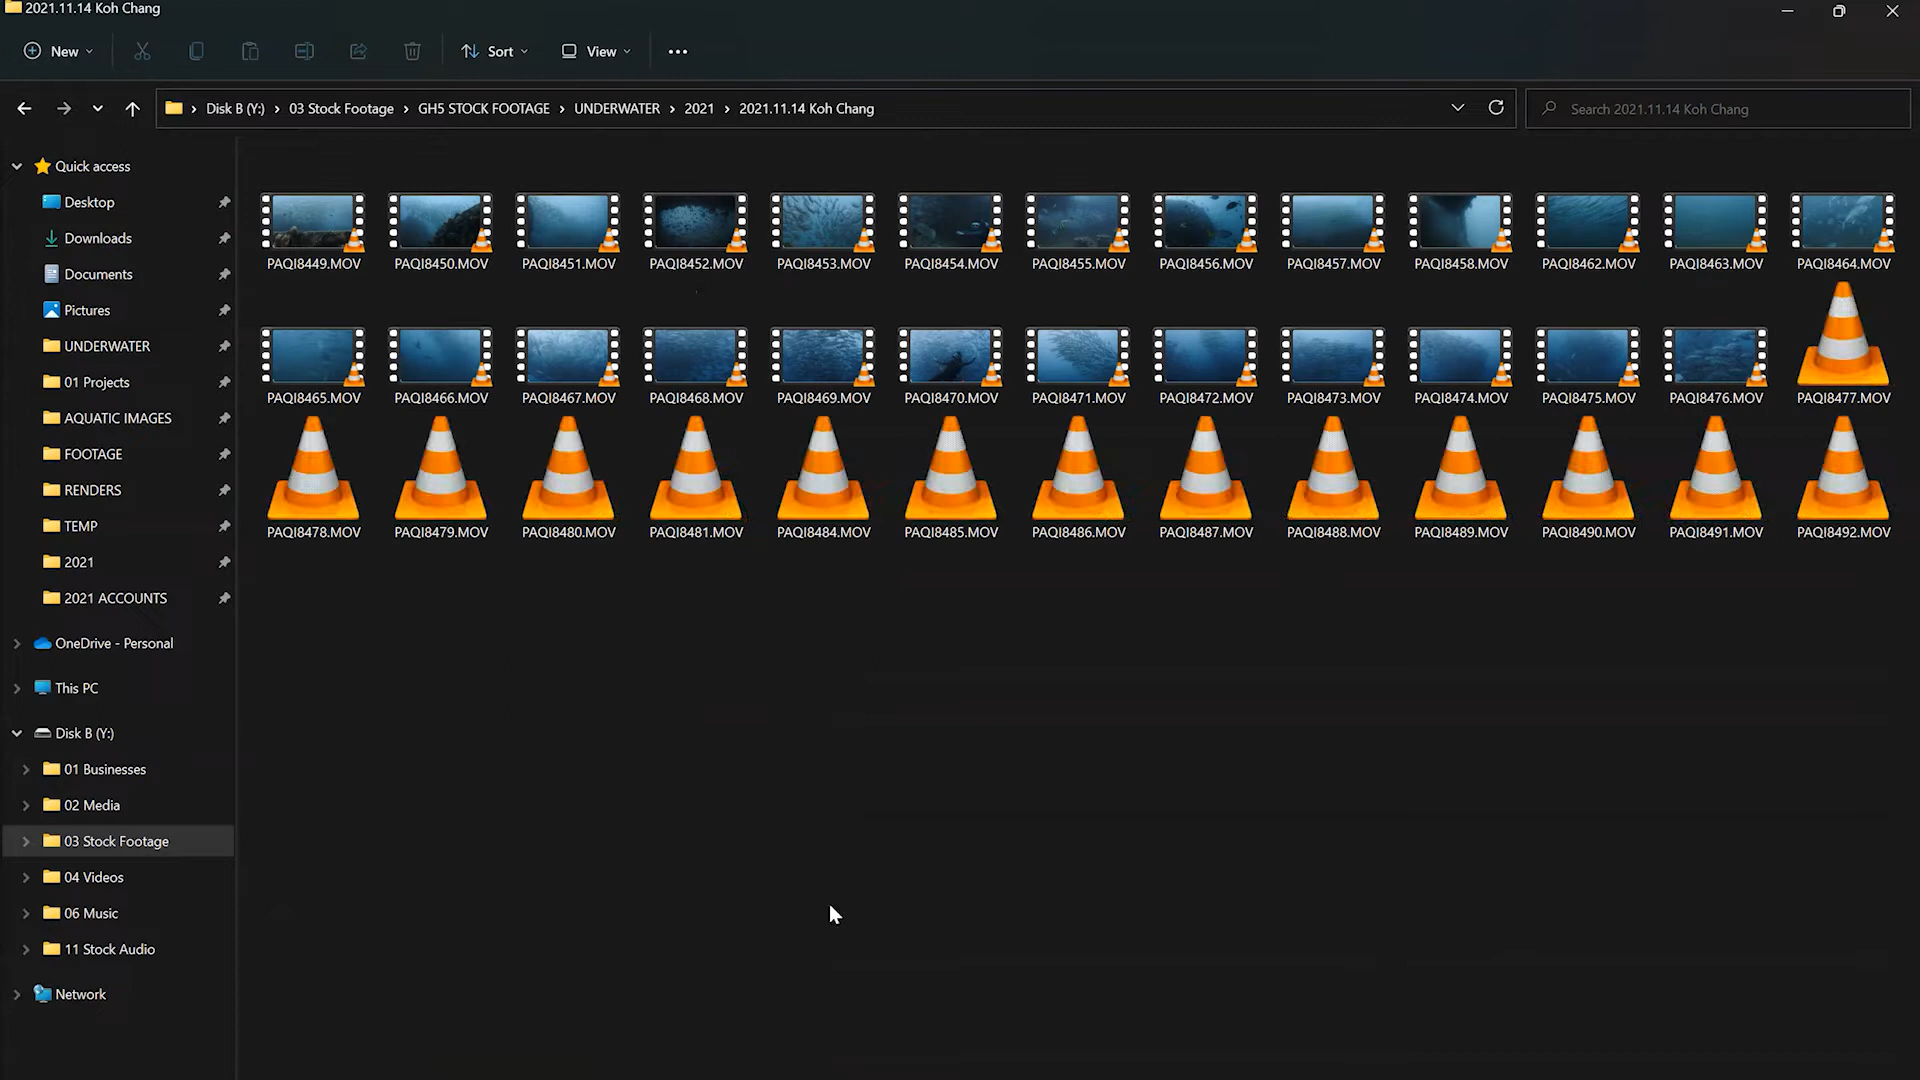 2021.11.14 Koh Chang
New
Sort
View
Disk B (Y:) › 03 Stock Footage › GH5 STOCK FOOTAGE › UNDERWATER › 2021 › 2021.11.14 Koh Chang
Search 2021.11.14 Koh Chang
Quick access
Desktop
Downloads
Documents
Pictures
UNDERWATER
01 Projects
AQUATIC IMAGES
FOOTAGE
RENDERS
TEMP
2021
2021 ACCOUNTS
OneDrive - Personal
This PC
Disk B (Y:)
01 Businesses
02 Media
03 Stock Footage
04 Videos
06 Music
11 Stock Audio
Network
PAQI8449.MOV PAQI8450.MOV PAQI8451.MOV PAQI8452.MOV PAQI8453.MOV PAQI8454.MOV PAQI8455.MOV PAQI8456.MOV PAQI8457.MOV PAQI8458.MOV PAQI8462.MOV PAQI8463.MOV PAQI8464.MOV
PAQI8465.MOV PAQI8466.MOV PAQI8467.MOV PAQI8468.MOV PAQI8469.MOV PAQI8470.MOV PAQI8471.MOV PAQI8472.MOV PAQI8473.MOV PAQI8474.MOV PAQI8475.MOV PAQI8476.MOV PAQI8477.MOV
PAQI8478.MOV PAQI8479.MOV PAQI8480.MOV PAQI8481.MOV PAQI8484.MOV PAQI8485.MOV PAQI8486.MOV PAQI8487.MOV PAQI8488.MOV PAQI8489.MOV PAQI8490.MOV PAQI8491.MOV PAQI8492.MOV